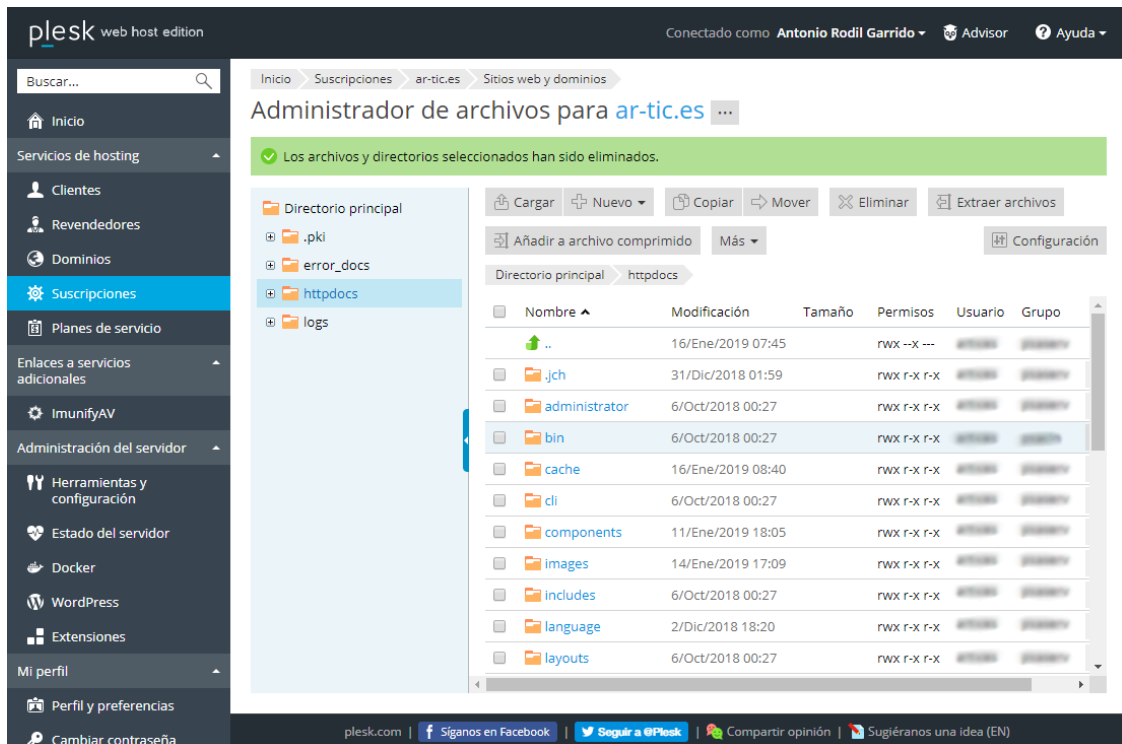 plesk web host edition
Conectado como Antonio Rodil Garrido
Advisor
Ayuda
Buscar...
Inicio
Servicios de hosting
Clientes
Revendedores
Dominios
Suscripciones
Planes de servicio
Enlaces a servicios
adicionales
ImunifyAV
Administración del servidor
Herramientas y
configuración
Estado del servidor
Docker
WordPress
Extensiones
Mi perfil
Perfil y preferencias
Cambiar contraseña
Inicio Suscripciones ar-tic.es Sitios web y dominios
Administrador de archivos para ar-tic.es ...
Los archivos y directorios seleccionados han sido eliminados.
Directorio principal
.pki
error_docs
httpdocs
logs
Cargar Nuevo Copiar Mover Eliminar Extraer archivos
Añadir a archivo comprimido Más Configuración
Directorio principal httpdocs
Nombre Modificación Tamaño Permisos Usuario Grupo
.. 16/Ene/2019 07:45 rwx --x ---
.jch 31/Dic/2018 01:59 rwx r-x r-x
administrator 6/Oct/2018 00:27 rwx r-x r-x
bin 6/Oct/2018 00:27 rwx r-x r-x
cache 16/Ene/2019 08:40 rwx r-x r-x
cli 6/Oct/2018 00:27 rwx r-x r-x
components 11/Ene/2019 18:05 rwx r-x r-x
images 14/Ene/2019 17:09 rwx r-x r-x
includes 6/Oct/2018 00:27 rwx r-x r-x
language 2/Dic/2018 18:20 rwx r-x r-x
layouts 6/Oct/2018 00:27 rwx r-x r-x
plesk.com | f Síganos en Facebook | Seguir a @Plesk | Compartir opinión | Sugiéranos una idea (EN)